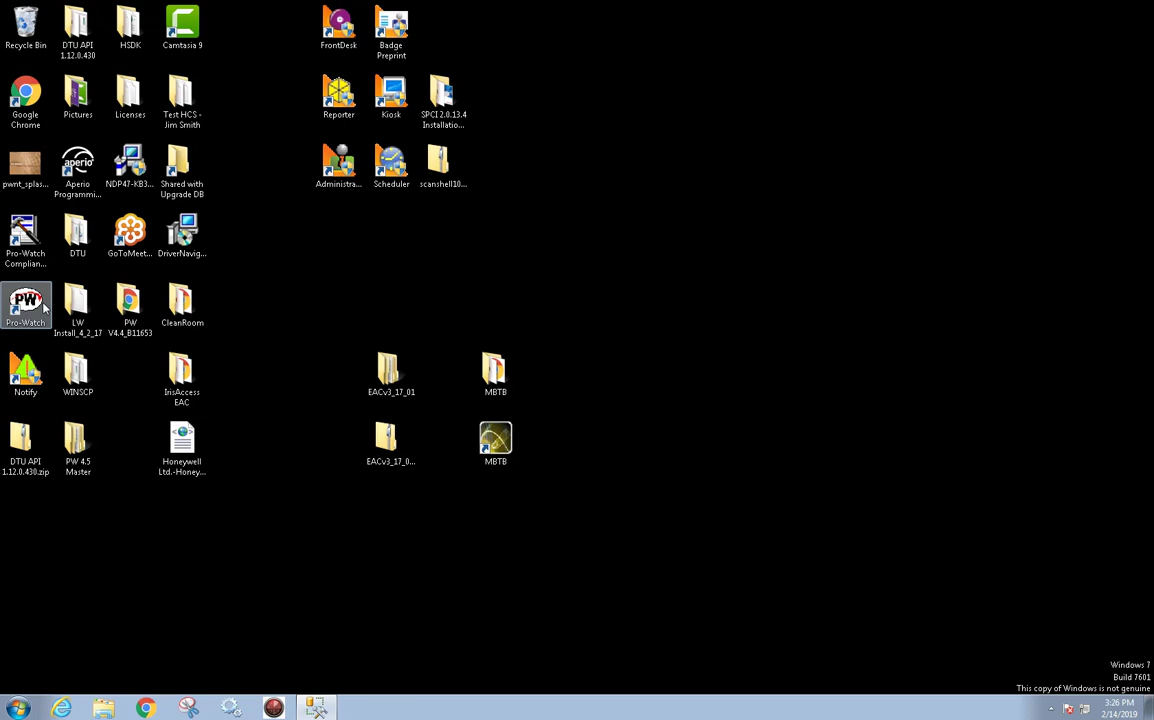 Recycle Bin
DTU API
1.12.0.430
HSDK
Camtasia 9
FrontDesk
Badge
Preprint
Google
Chrome
Pictures
Licenses
Test HCS -
Jim Smith
Reporter
Kiosk
SPCI 2.0.13.4
Installatio...
pwnt_splas...
aperio
Aperio
Programmi...
NDP47-KB3...
Shared with
Upgrade DB
Administra...
Scheduler
scanshell10...
Pro-Watch
Complian...
DTU
GoToMeet...
DriverNavig...
PW
Pro-Watch
LW
Install_4_2_17
PW
V4.4_B11653
CleanRoom
Notify
WINSCP
IrisAccess
EAC
EACv3_17_01
MBTB
DTU API
1.12.0.430.zip
PW 4.5
Master
Honeywell
Ltd.-Honey...
EACv3_17_0...
MBTB
Windows 7
Build 7601
This copy of Windows is not genuine
3:26 PM
2/14/2019